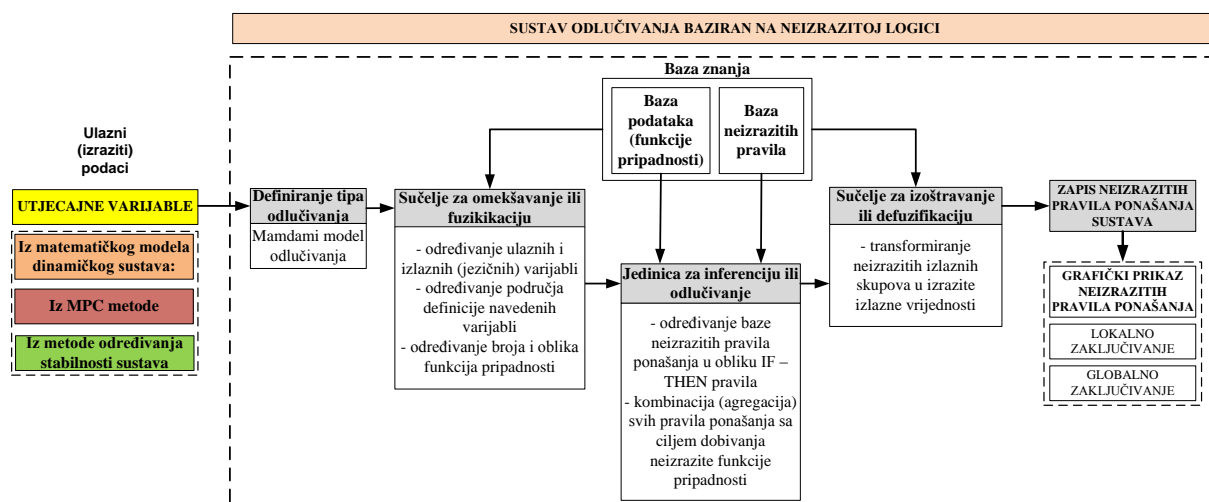 SUSTAV ODLUČIVANJA BAZIRAN NA NEIZRAZITOJ LOGICI
Baza znanja
Baza
podataka
(funkcije
pripadnosti)
Baza
neizrazitih
pravila
Ulazni
(izraziti)
podaci
UTJECAJNE VARIJABLE
Iz matematičkog modela
dinamičkog sustava:
Iz MPC metode
Iz metode određivanja
stabilnosti sustava
Definiranje tipa
odlučivanja
Mamdami model
odlučivanja
Sučelje za omekšavanje ili
fuzikikaciju
- određivanje ulaznih i
izlaznih (jezičnih) varijabli
- određivanje područja
definicije navedenih
varijabli
- određivanje broja i oblika
funkcija pripadnosti
Jedinica za inferenciju ili
odlučivanje
- određivanje baze
neizrazitih pravila
ponašanja u obliku IF –
THEN pravila
- kombinacija (agregacija)
svih pravila ponašanja sa
ciljem dobivanja
neizrazite funkcije
pripadnosti
Sučelje za izoštravanje
ili defuzifikaciju
- transformiranje
neizrazitih izlaznih
skupova u izrazite
izlazne vrijednosti
ZAPIS NEIZRAZITIH
PRAVILA PONAŠANJA
SUSTAVA
GRAFIČKI PRIKAZ
NEIZRAZITIH
PRAVILA PONAŠANJA
LOKALNO
ZAKLJUČIVANJE
GLOBALNO
ZAKLJUČIVANJE